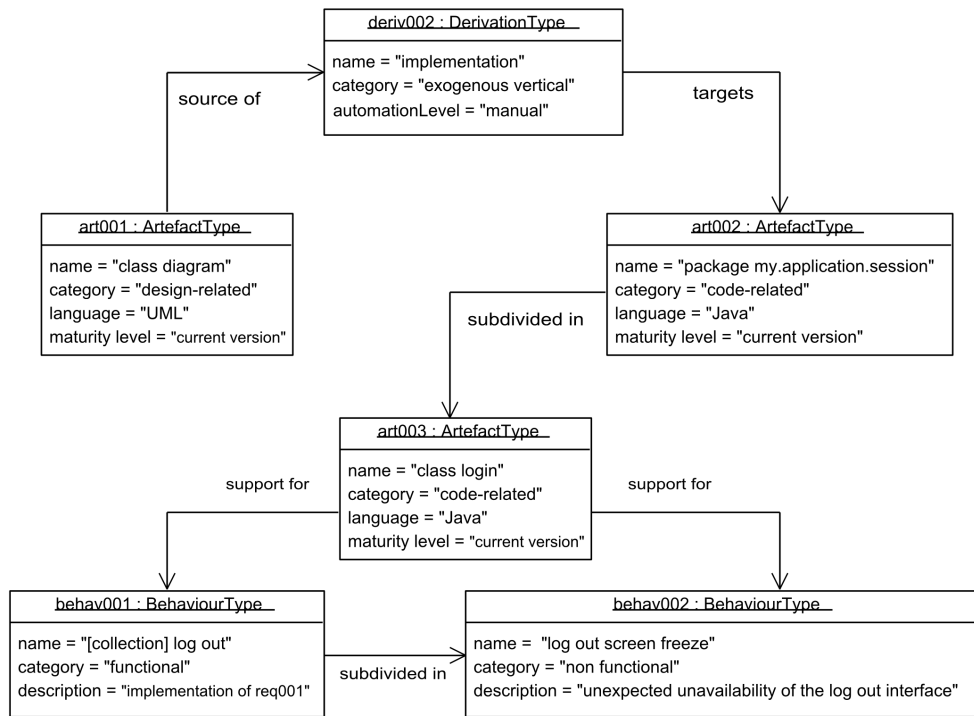 deriv002 : DerivationType
name = "implementation"
category = "exogenous vertical"
automationLevel = "manual"
source of
targets
art001 : ArtefactType
name = "class diagram"
category = "design-related"
language = "UML"
maturity level = "current version"
art002 : ArtefactType
name = "package my.application.session"
category = "code-related"
language = "Java"
maturity level = "current version"
subdivided in
art003 : ArtefactType
name = "class login"
category = "code-related"
language = "Java"
maturity level = "current version"
support for
support for
behav001 : BehaviourType
name = "[collection] log out"
category = "functional"
description = "implementation of req001"
subdivided in
behav002 : BehaviourType
name = "log out screen freeze"
category = "non functional"
description = "unexpected unavailability of the log out interface"